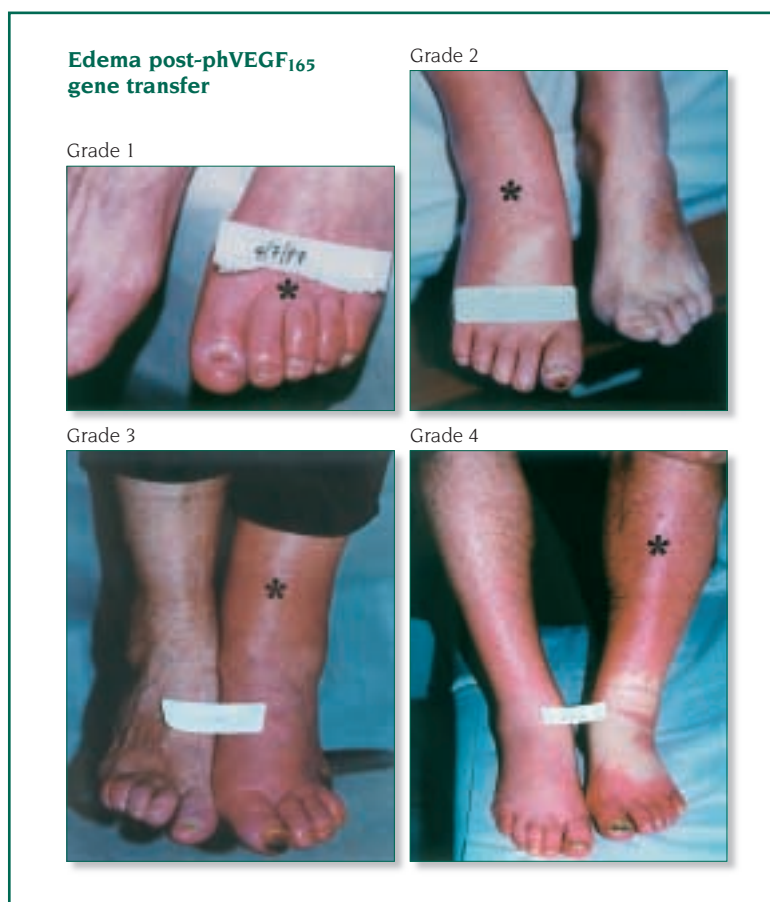 Edema post-phVEGF₁₆₅
gene transfer
Grade 1
Grade 2
*
*
Grade 3
Grade 4
*
*